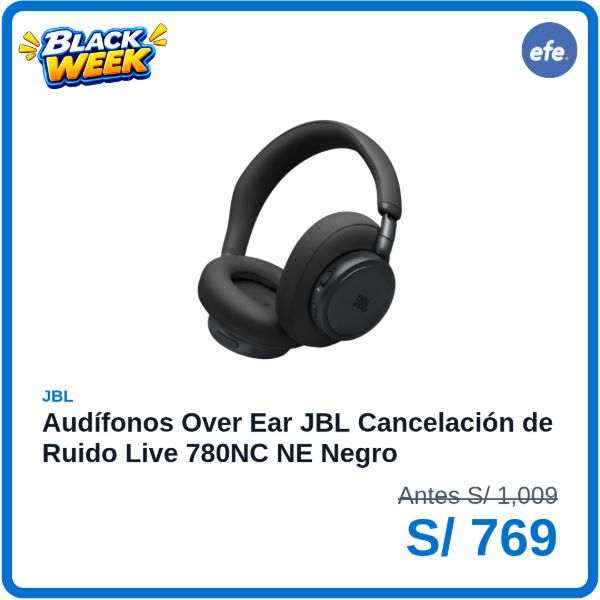 BLACK
WEEK
efe.
JBL
JBL
Audífonos Over Ear JBL Cancelación de
Ruido Live 780NC NE Negro
Antes S/ 1,009
S/ 769